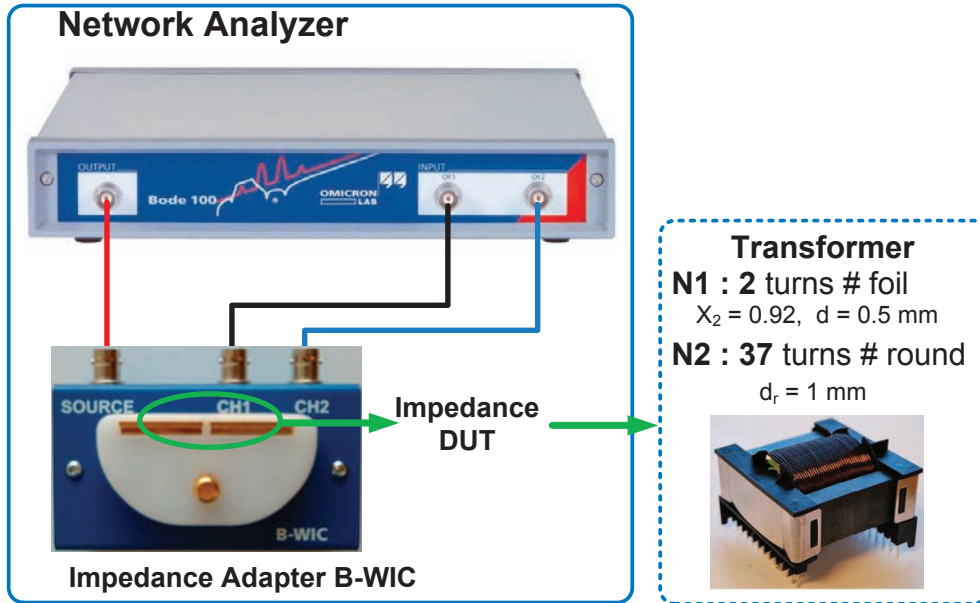 Network Analyzer
OUTPUT
INPUT
CH1
CH2
Bode 100
OMICRON
LAB
SOURCE
CH1
CH2
B-WIC
Impedance Adapter B-WIC
Impedance
DUT
Transformer
N1 : 2 turns # foil
X₂ = 0.92, d = 0.5 mm
N2 : 37 turns # round
dᵣ = 1 mm